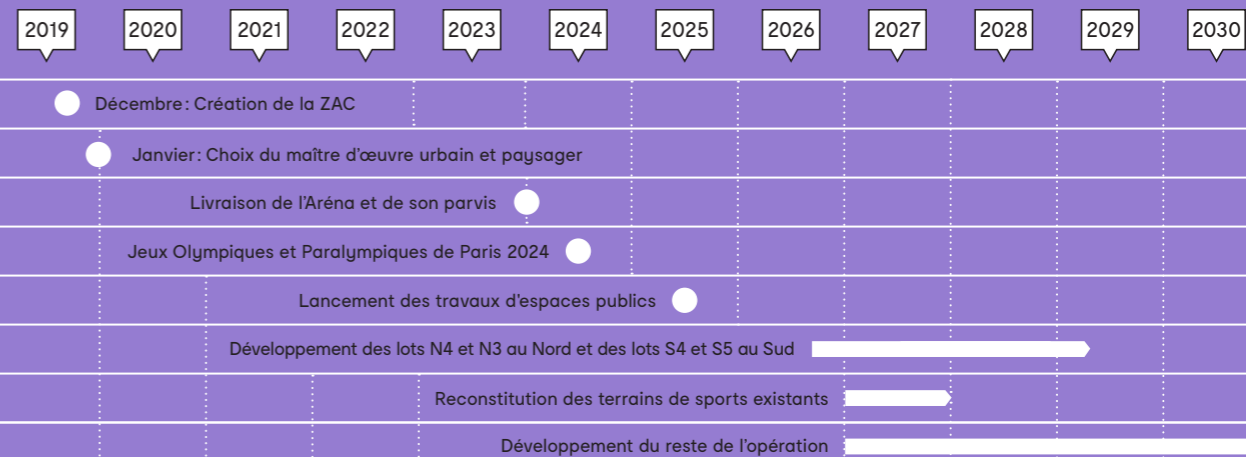 2019 2020 2021 2022 2023 2024 2025 2026 2027 2028 2029 2030
Décembre : Création de la ZAC
Janvier : Choix du maître d'œuvre urbain et paysager
Livraison de l'Aréna et de son parvis
Jeux Olympiques et Paralympiques de Paris 2024
Lancement des travaux d'espaces publics
Développement des lots N4 et N3 au Nord et des lots S4 et S5 au Sud
Reconstitution des terrains de sports existants
Développement du reste de l'opération